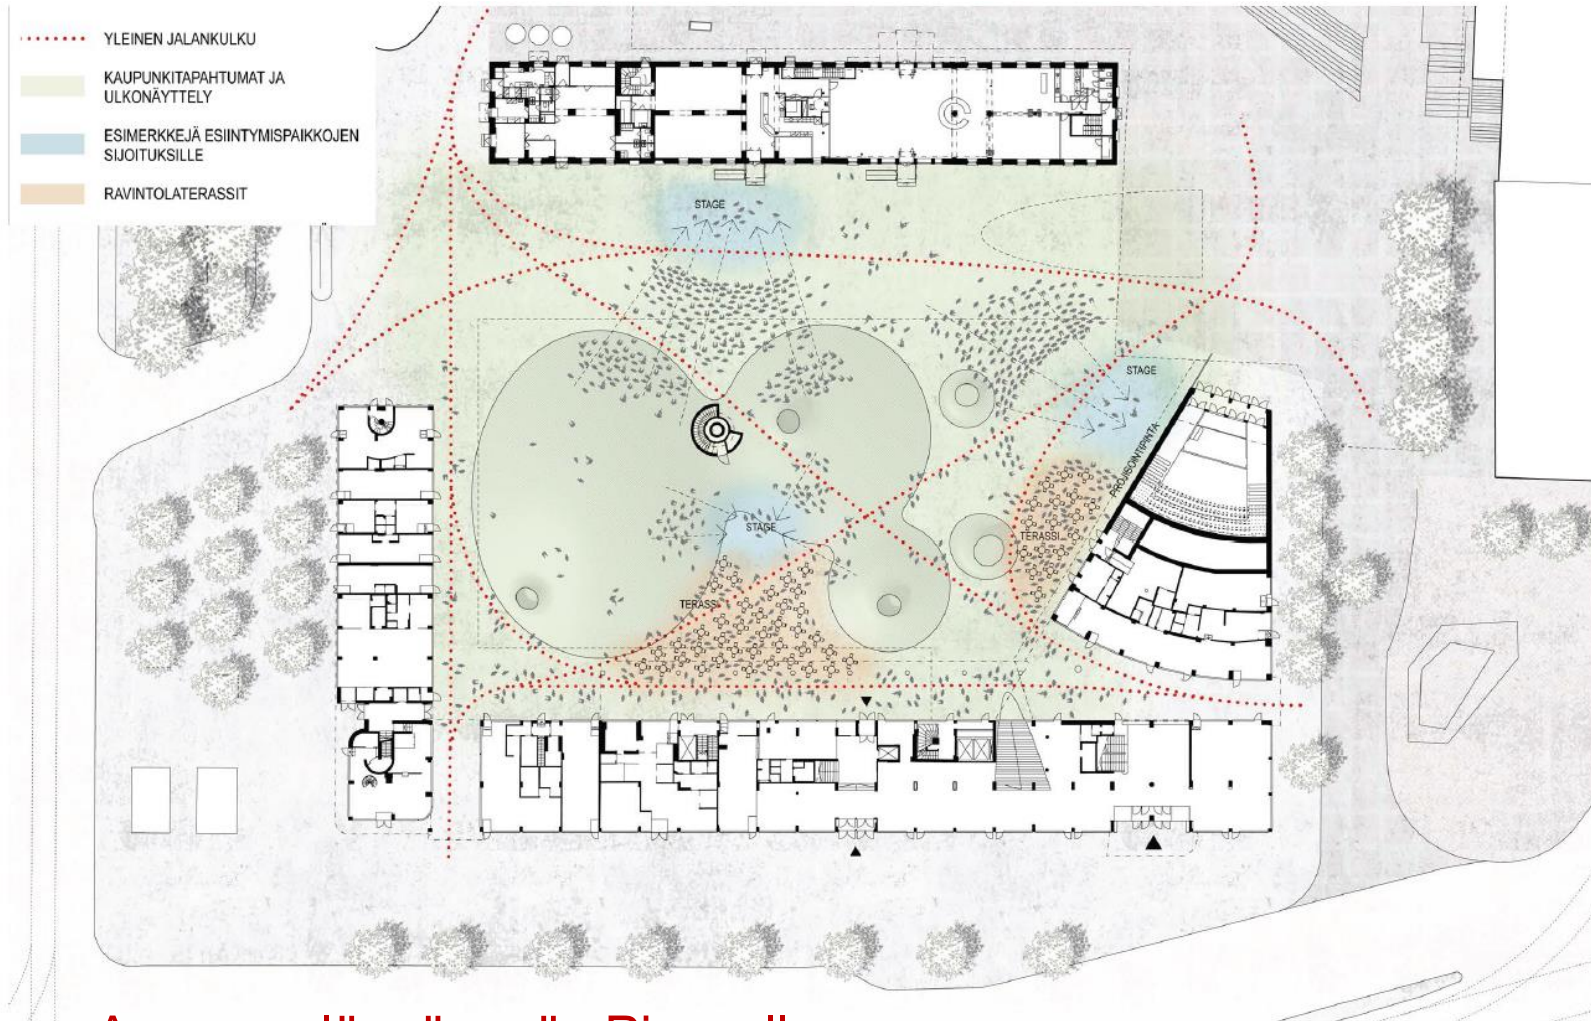 YLEINEN JALANKULKU
KAUPUNKITAPAHTUMAT JA
ULKONÄYTTELY
ESIMERKKEJÄ ESIINTYMISPAIKKOJEN
SIJOITUKSILLE
RAVINTOLATERASSIT
STAGE
STAGE
PROJISOINTIPINTA
STAGE
TERASSI
TERASSI